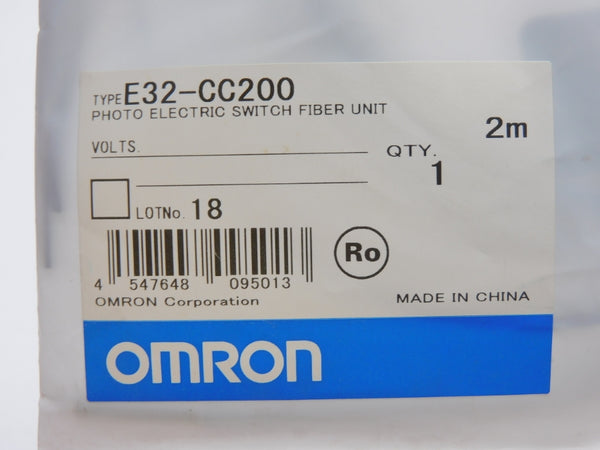 TYPE E32-CC200
PHOTO ELECTRIC SWITCH FIBER UNIT
2m
VOLTS.
QTY.
1
LOTNo. 18
Ro
4 547648 095013
OMRON Corporation
MADE IN CHINA
OMRON